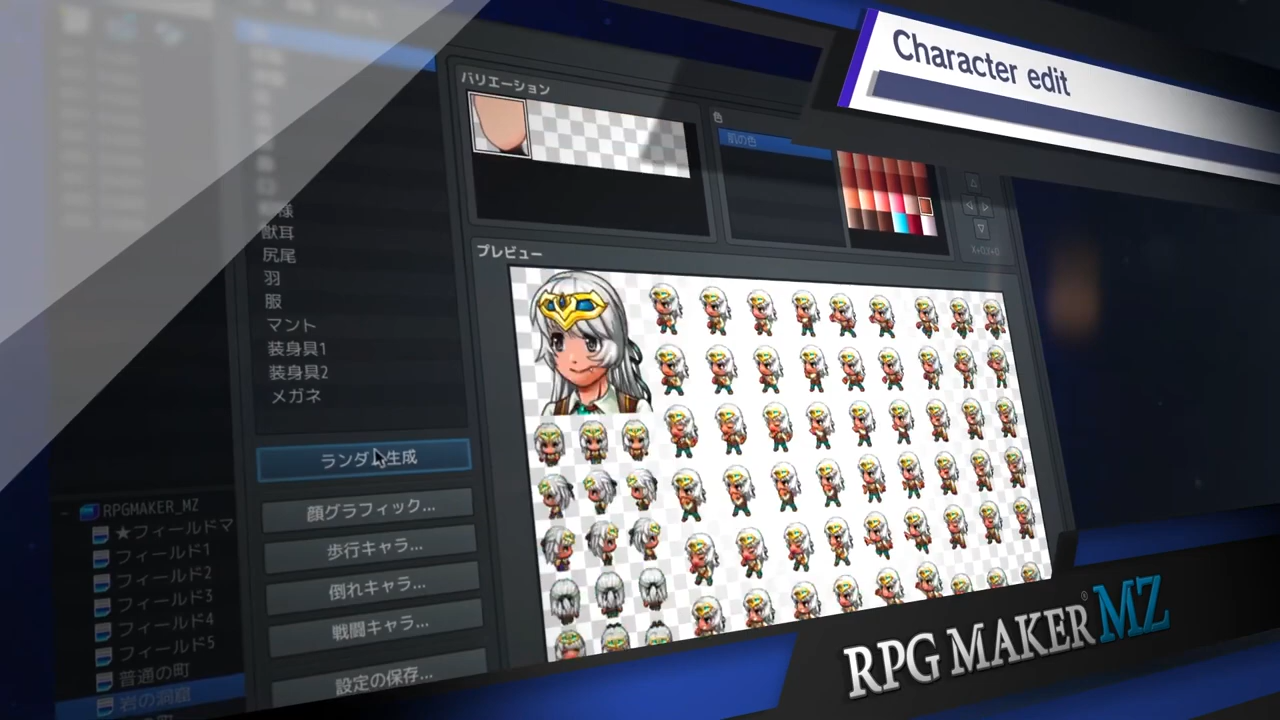 Character edit
バリエーション
色
肌の色
X+0,Y+0
プレビュー
様
獣耳
尻尾
羽
服
マント
装身具1
装身具2
メガネ
ランダム生成
顔グラフィック...
歩行キャラ...
倒れキャラ...
戦闘キャラ...
設定の保存...
RPGMAKER_MZ
★フィールドマ
フィールド1
フィールド2
フィールド3
フィールド4
フィールド5
普通の町
岩の洞窟
RPG MAKER® MZ